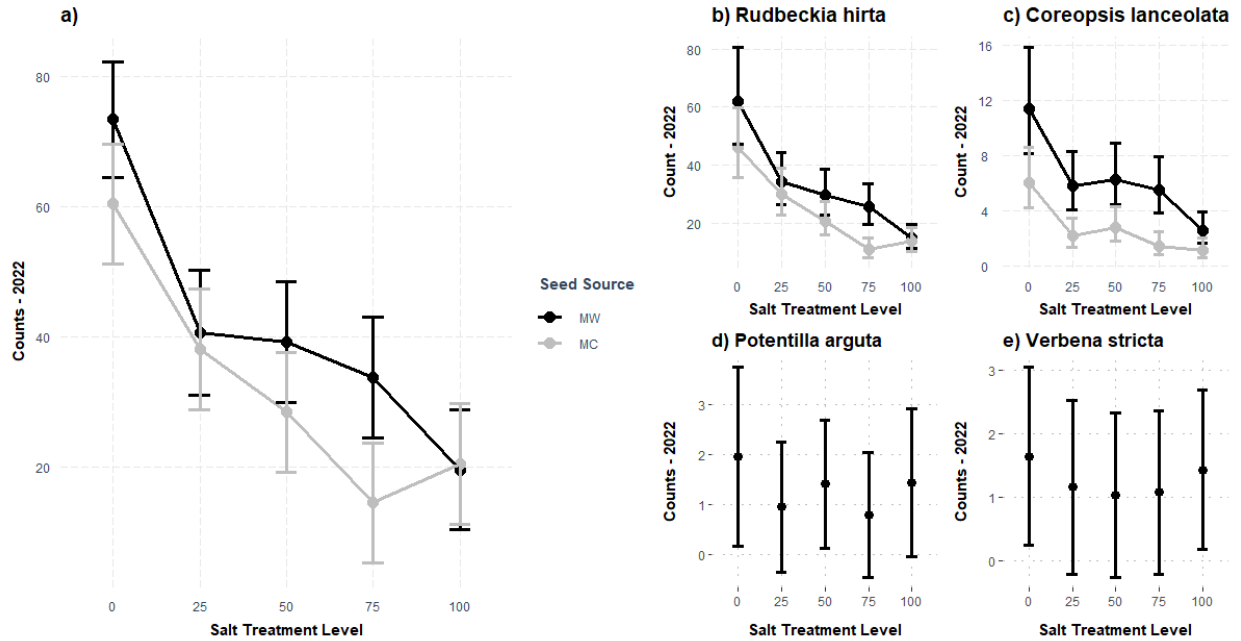 a)
Counts - 2022
80
60
40
20
0 25 50 75 100
Salt Treatment Level
Seed Source
MW
MC
b) Rudbeckia hirta
Count - 2022
80
60
40
20
0 25 50 75 100
Salt Treatment Level
c) Coreopsis lanceolata
Count - 2022
16
12
8
4
0
0 25 50 75 100
Salt Treatment Level
d) Potentilla arguta
Counts - 2022
3
2
1
0
0 25 50 75 100
Salt Treatment Level
e) Verbena stricta
Counts - 2022
3
2
1
0
0 25 50 75 100
Salt Treatment Level